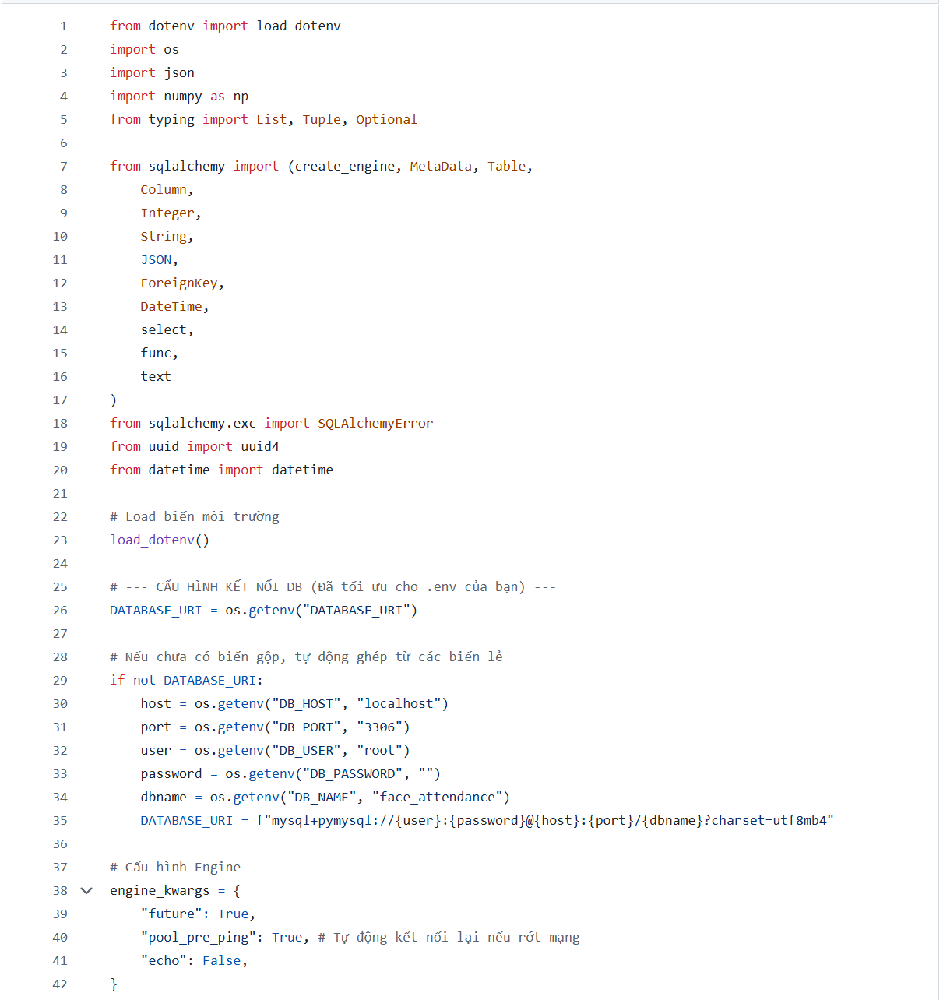 1 from dotenv import load_dotenv
2 import os
3 import json
4 import numpy as np
5 from typing import List, Tuple, Optional
6
7 from sqlalchemy import (create_engine, MetaData, Table,
8     Column,
9     Integer,
10     String,
11     JSON,
12     ForeignKey,
13     DateTime,
14     select,
15     func,
16     text
17 )
18 from sqlalchemy.exc import SQLAlchemyError
19 from uuid import uuid4
20 from datetime import datetime
21
22 # Load biến môi trường
23 load_dotenv()
24
25 # --- CẤU HÌNH KẾT NỐI DB (Đã tối ưu cho .env của bạn) ---
26 DATABASE_URI = os.getenv("DATABASE_URI")
27
28 # Nếu chưa có biến gộp, tự động ghép từ các biến lẻ
29 if not DATABASE_URI:
30     host = os.getenv("DB_HOST", "localhost")
31     port = os.getenv("DB_PORT", "3306")
32     user = os.getenv("DB_USER", "root")
33     password = os.getenv("DB_PASSWORD", "")
34     dbname = os.getenv("DB_NAME", "face_attendance")
35     DATABASE_URI = f"mysql+pymysql://{user}:{password}@{host}:{port}/{dbname}?charset=utf8mb4"
36
37 # Cấu hình Engine
38 engine_kwargs = {
39     "future": True,
40     "pool_pre_ping": True, # Tự động kết nối lại nếu rớt mạng
41     "echo": False,
42 }